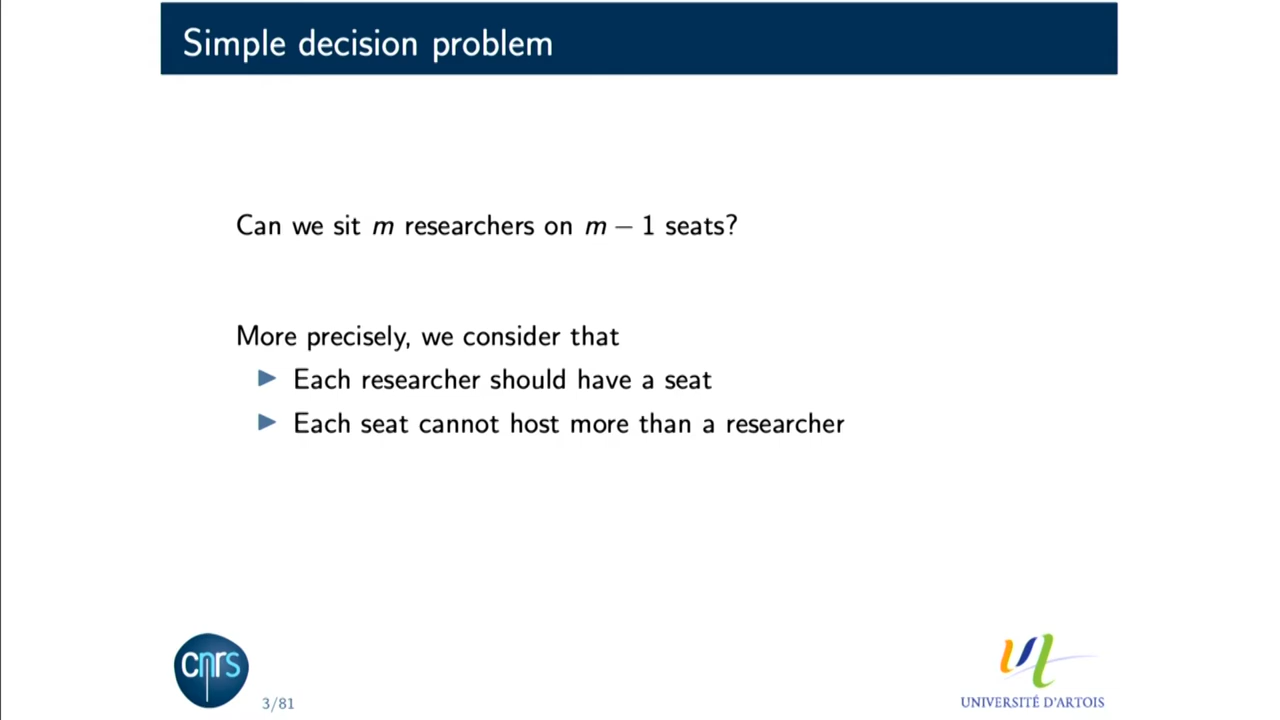 Simple decision problem
Can we sit m researchers on m − 1 seats?
More precisely, we consider that
▶ Each researcher should have a seat
▶ Each seat cannot host more than a researcher
cnrs
3/81
UNIVERSITÉ D'ARTOIS